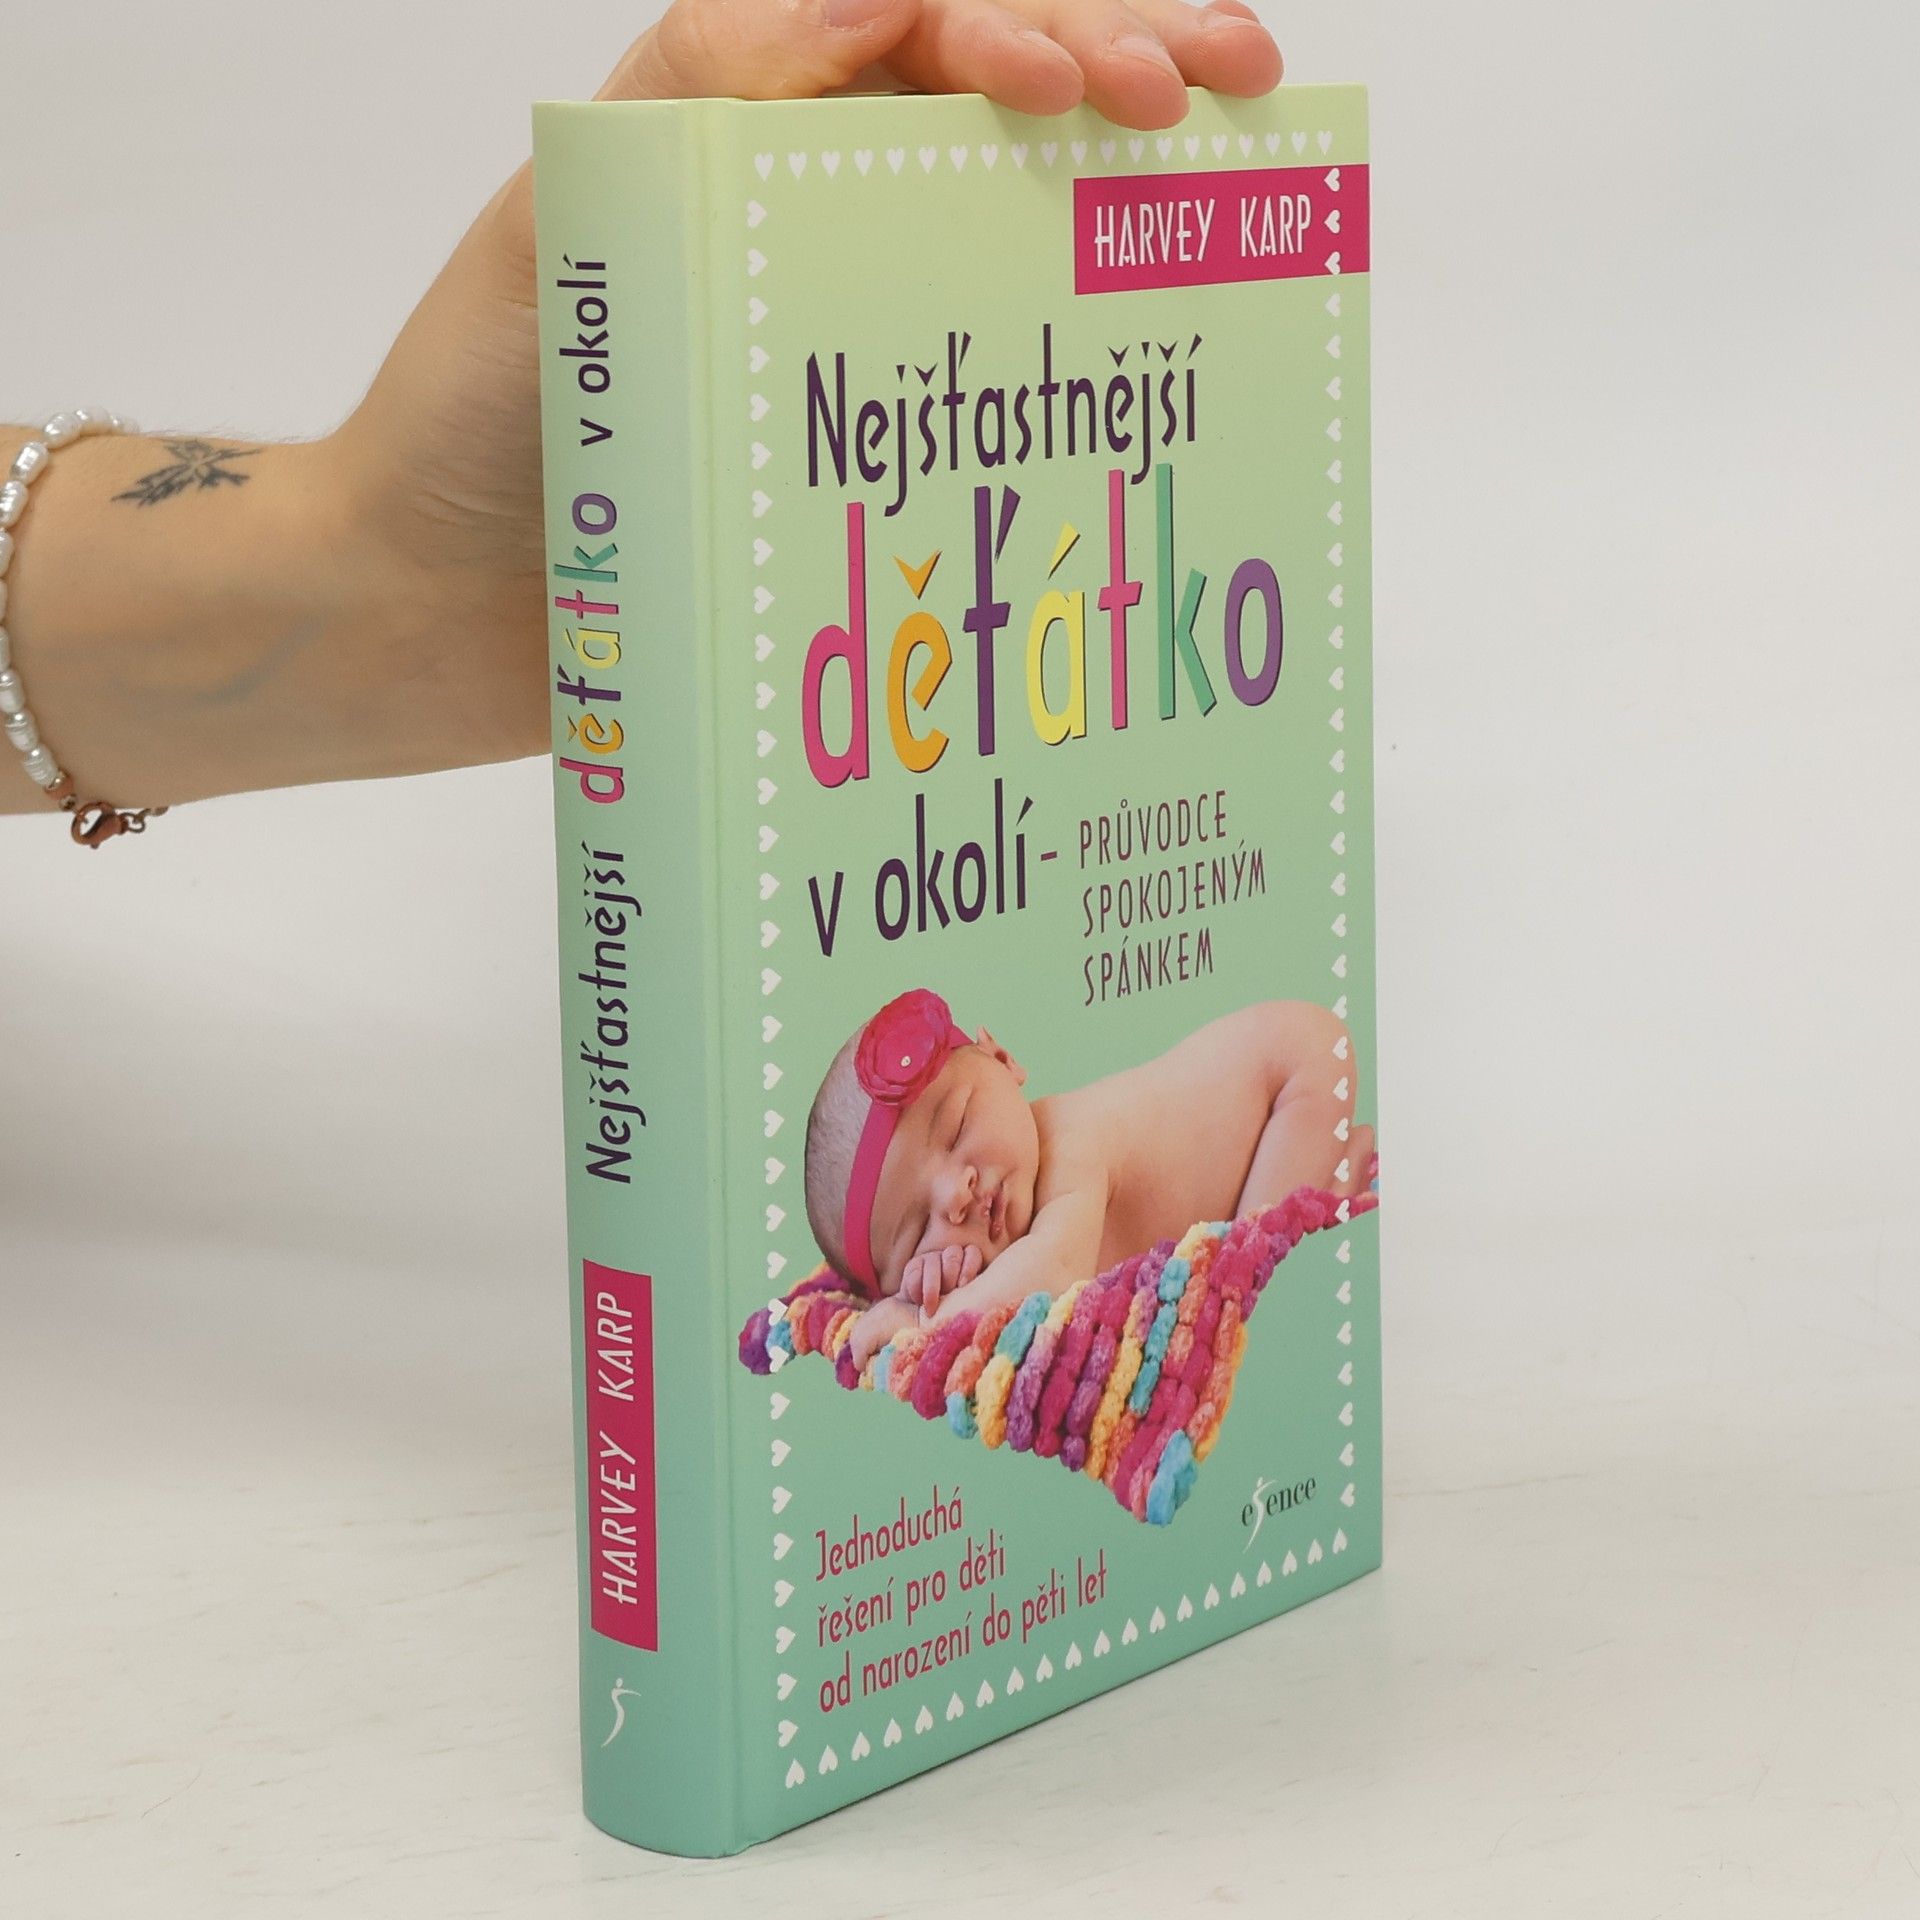 HARVEY KARP
Nejšťastnější
děťátko
v okolí –
PRŮVODCE
SPOKOJENÝM
SPÁNKEM
Jednoduchá
řešení pro děti
od narození do pěti let
esence
Nejšťastnější děťátko v okolí
HARVEY KARP